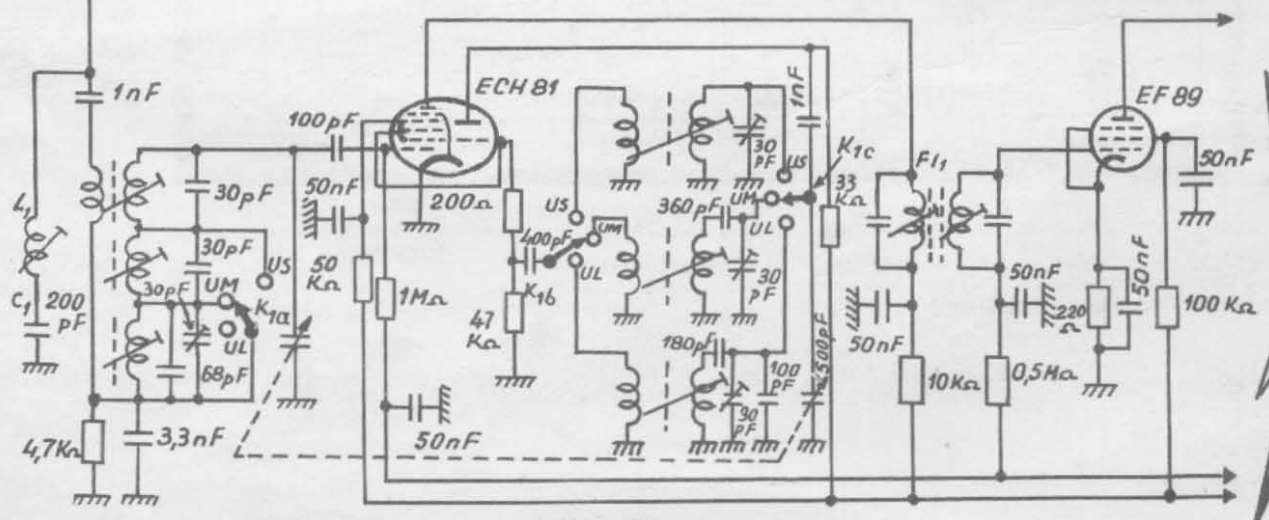 1nF
L1
C1 200 pF
4,7KΩ
30pF
30pF
30pF
68pF
3,3nF
US
UM
UL
K1a
100pF
ECH 81
50nF
50 KΩ
1MΩ
50nF
200Ω
400pF
47 KΩ
K1b
US
UM
UL
30 pF
360pF
30 pF
180pF
30 pF
100 pF
US
UM
UL
1nF
K1c
33 KΩ
500pF
F/1
50nF
10KΩ
50nF
0,5MΩ
EF 89
220 Ω
50nF
50nF
100KΩ